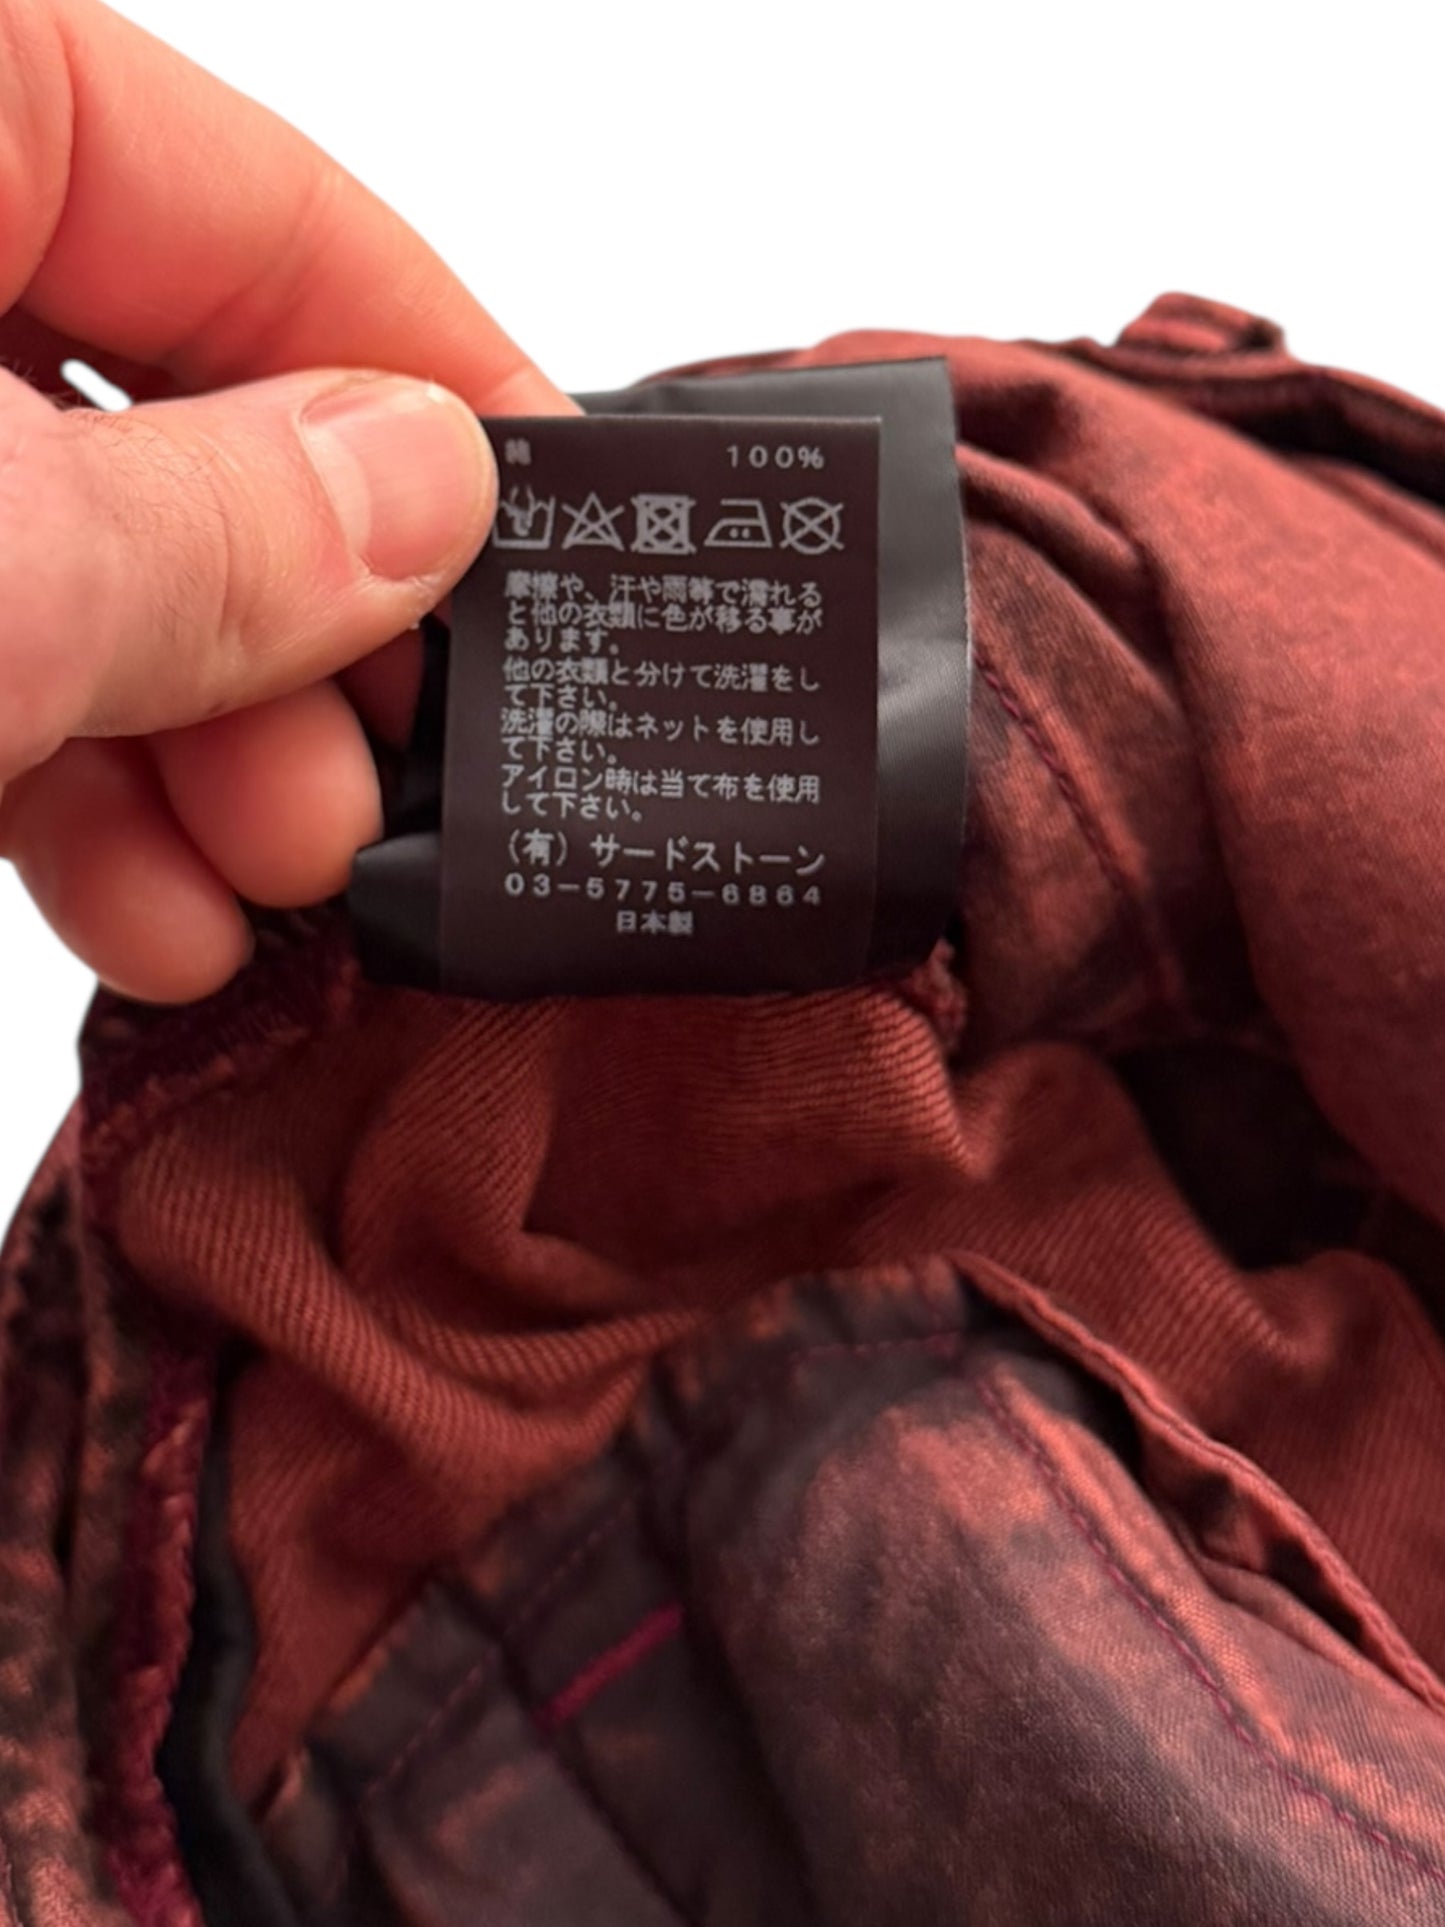 綿 100%
摩擦や、汗や雨等で濡れる
と他の衣類に色が移る事が
あります。
他の衣類と分けて洗濯をし
て下さい。
洗濯の際はネットを使用し
て下さい。
アイロン時は当て布を使用
して下さい。
(有) サードストーン
03-5775-6864
日本製